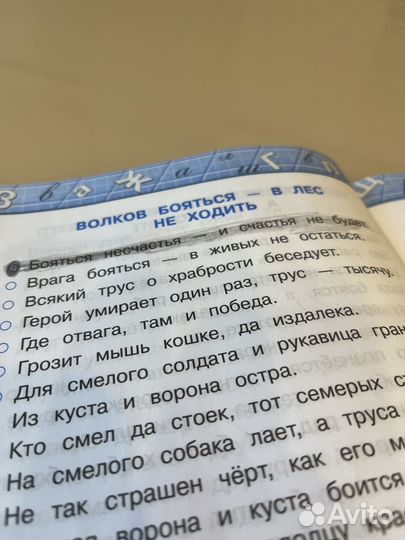 З в г Ж а я Г ш п Ч
ВОЛКОВ БОЯТЬСЯ — В ЛЕС
НЕ ХОДИТЬ
Бояться несчастья — и счастья не будет.
Врага бояться — в живых не остаться.
Всякий трус о храбрости беседует.
Герой умирает один раз, трус — тысячу.
Где отвага, там и победа.
Грозит мышь кошке, да издалека.
Для смелого солдата и рукавица гран
Из куста и ворона остра.
Кто смел да стоек, тот семерых с
На смелого собака лает, а труса
Не так страшен чёрт, как его м
ворона и куста боится
Avito